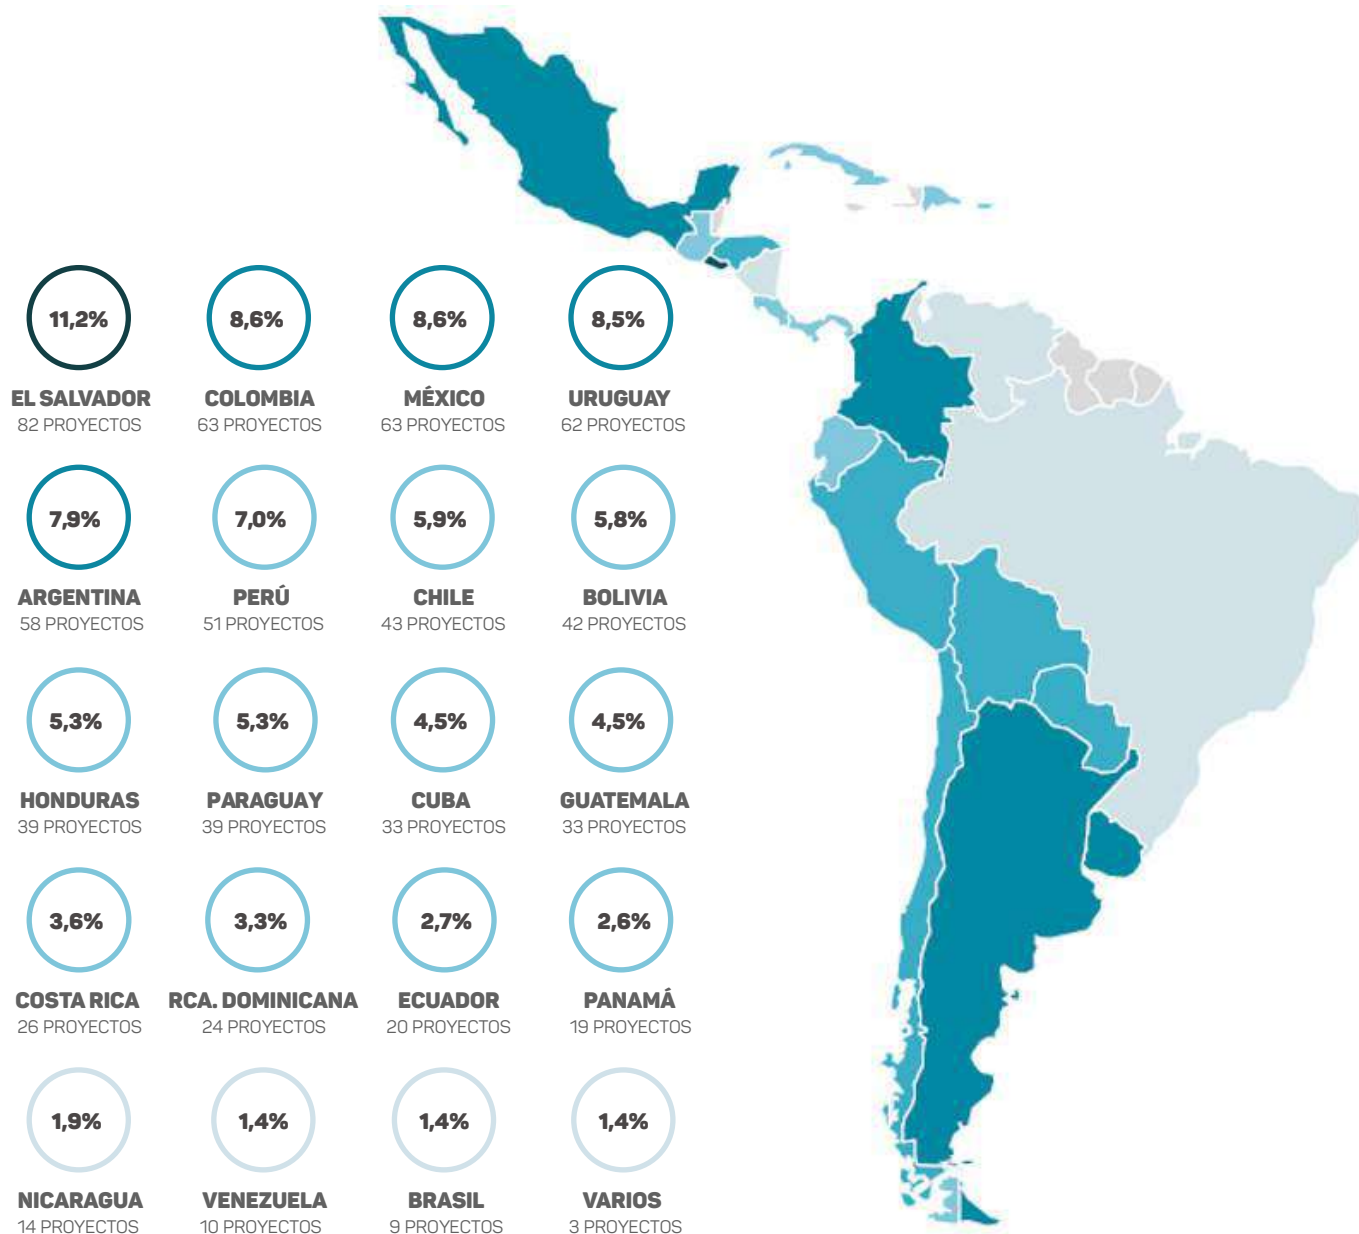 11,2%
EL SALVADOR
82 PROYECTOS
8,6%
COLOMBIA
63 PROYECTOS
8,6%
MÉXICO
63 PROYECTOS
8,5%
URUGUAY
62 PROYECTOS
7,9%
ARGENTINA
58 PROYECTOS
7,0%
PERÚ
51 PROYECTOS
5,9%
CHILE
43 PROYECTOS
5,8%
BOLIVIA
42 PROYECTOS
5,3%
HONDURAS
39 PROYECTOS
5,3%
PARAGUAY
39 PROYECTOS
4,5%
CUBA
33 PROYECTOS
4,5%
GUATEMALA
33 PROYECTOS
3,6%
COSTA RICA
26 PROYECTOS
3,3%
RCA. DOMINICANA
24 PROYECTOS
2,7%
ECUADOR
20 PROYECTOS
2,6%
PANAMÁ
19 PROYECTOS
1,9%
NICARAGUA
14 PROYECTOS
1,4%
VENEZUELA
10 PROYECTOS
1,4%
BRASIL
9 PROYECTOS
1,4%
VARIOS
3 PROYECTOS